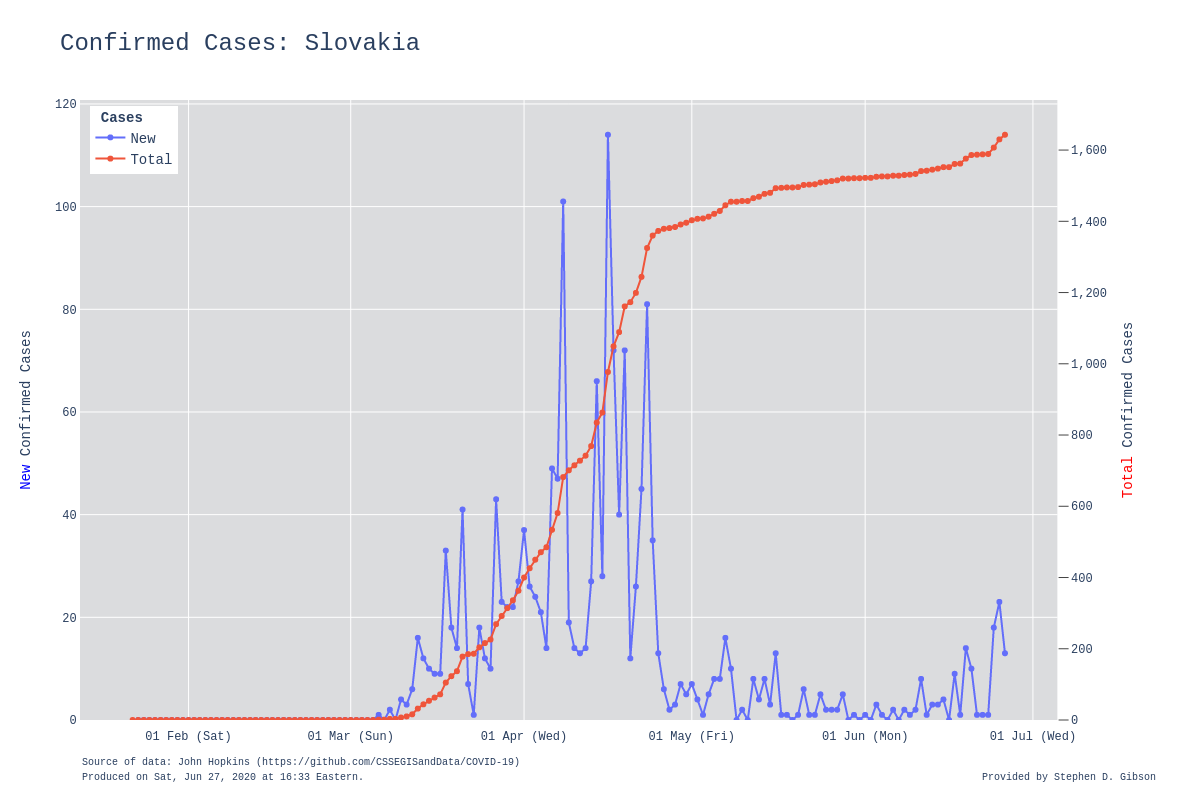 Confirmed Cases: Slovakia
Cases
New
Total
120
100
80
60
40
20
0
New Confirmed Cases
1,600
1,400
1,200
1,000
800
600
400
200
0
Total Confirmed Cases
01 Feb (Sat) 01 Mar (Sun) 01 Apr (Wed) 01 May (Fri) 01 Jun (Mon) 01 Jul (Wed)
Source of data: John Hopkins (https://github.com/CSSEGISandData/COVID-19)
Produced on Sat, Jun 27, 2020 at 16:33 Eastern.
Provided by Stephen D. Gibson